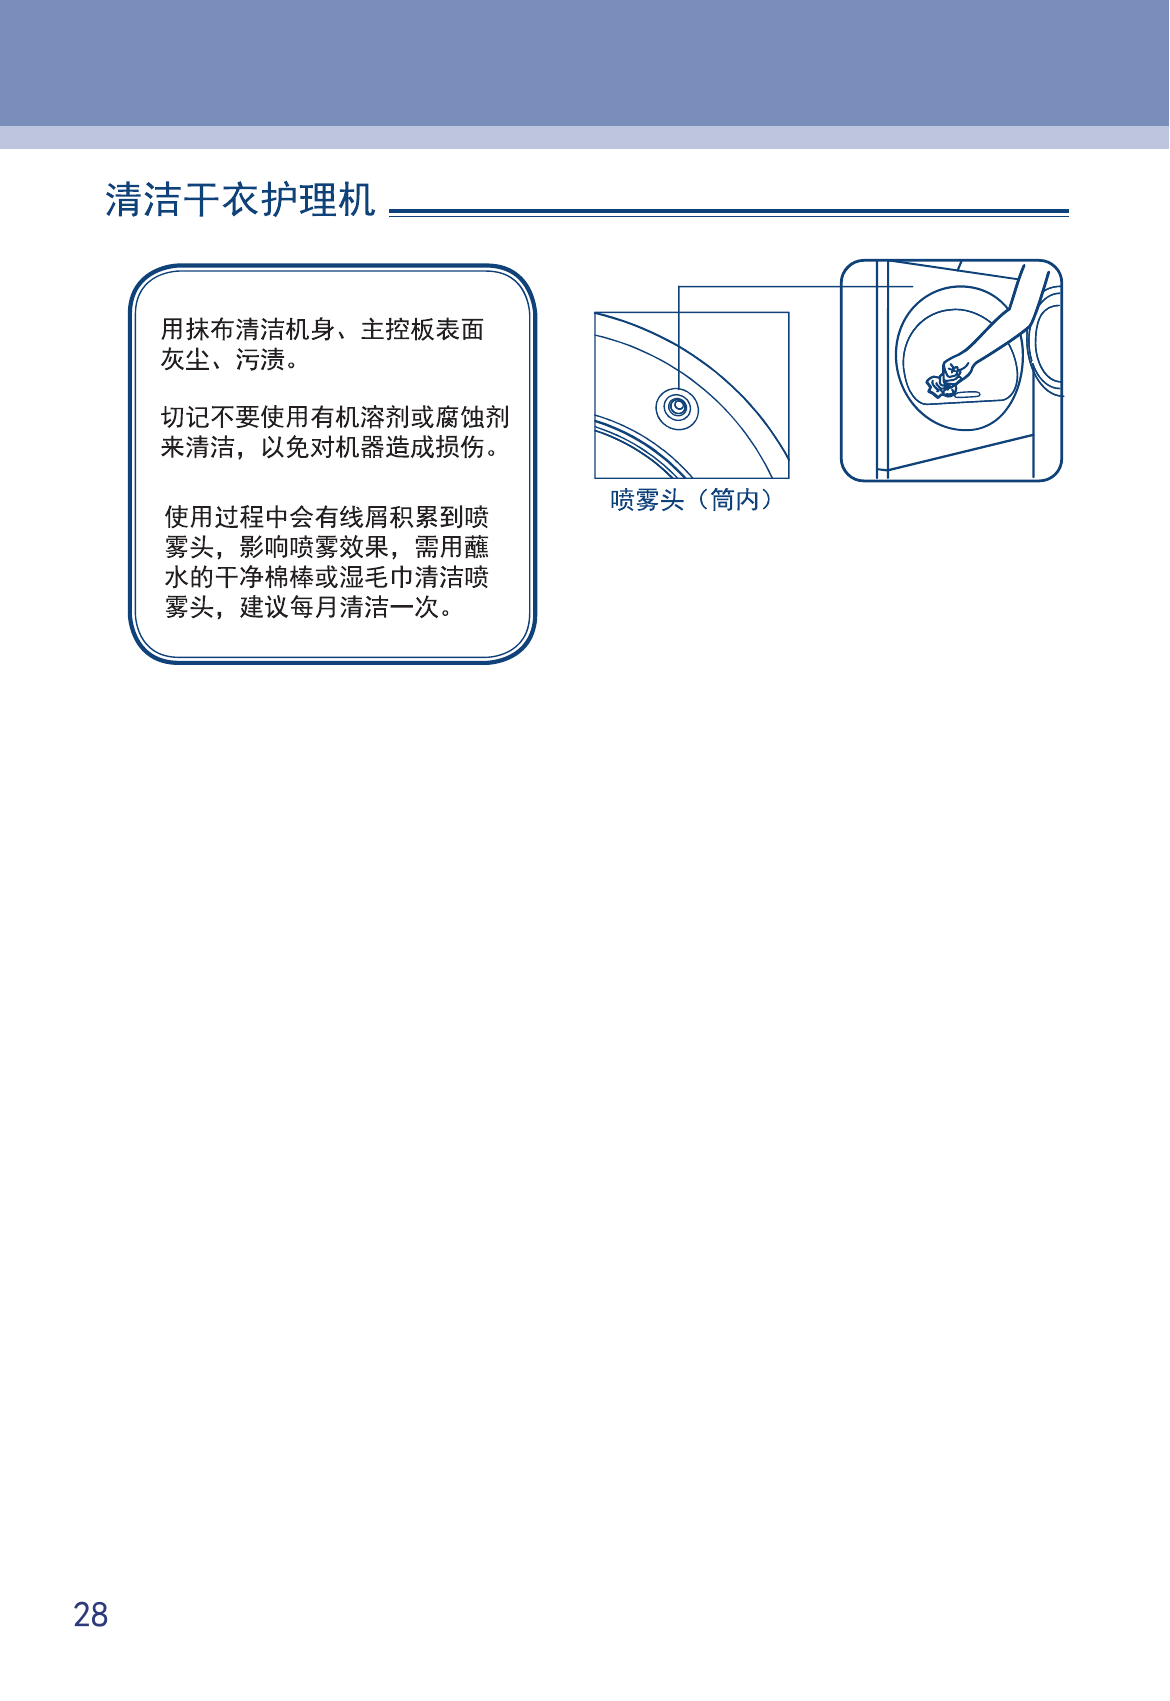 清洁干衣护理机
用抹布清洁机身、主控板表面
灰尘、污渍。
切记不要使用有机溶剂或腐蚀剂
来清洁，以免对机器造成损伤。
使用过程中会有线屑积累到喷
雾头，影响喷雾效果，需用蘸
水的干净棉棒或湿毛巾清洁喷
雾头，建议每月清洁一次。
喷雾头（筒内）
28